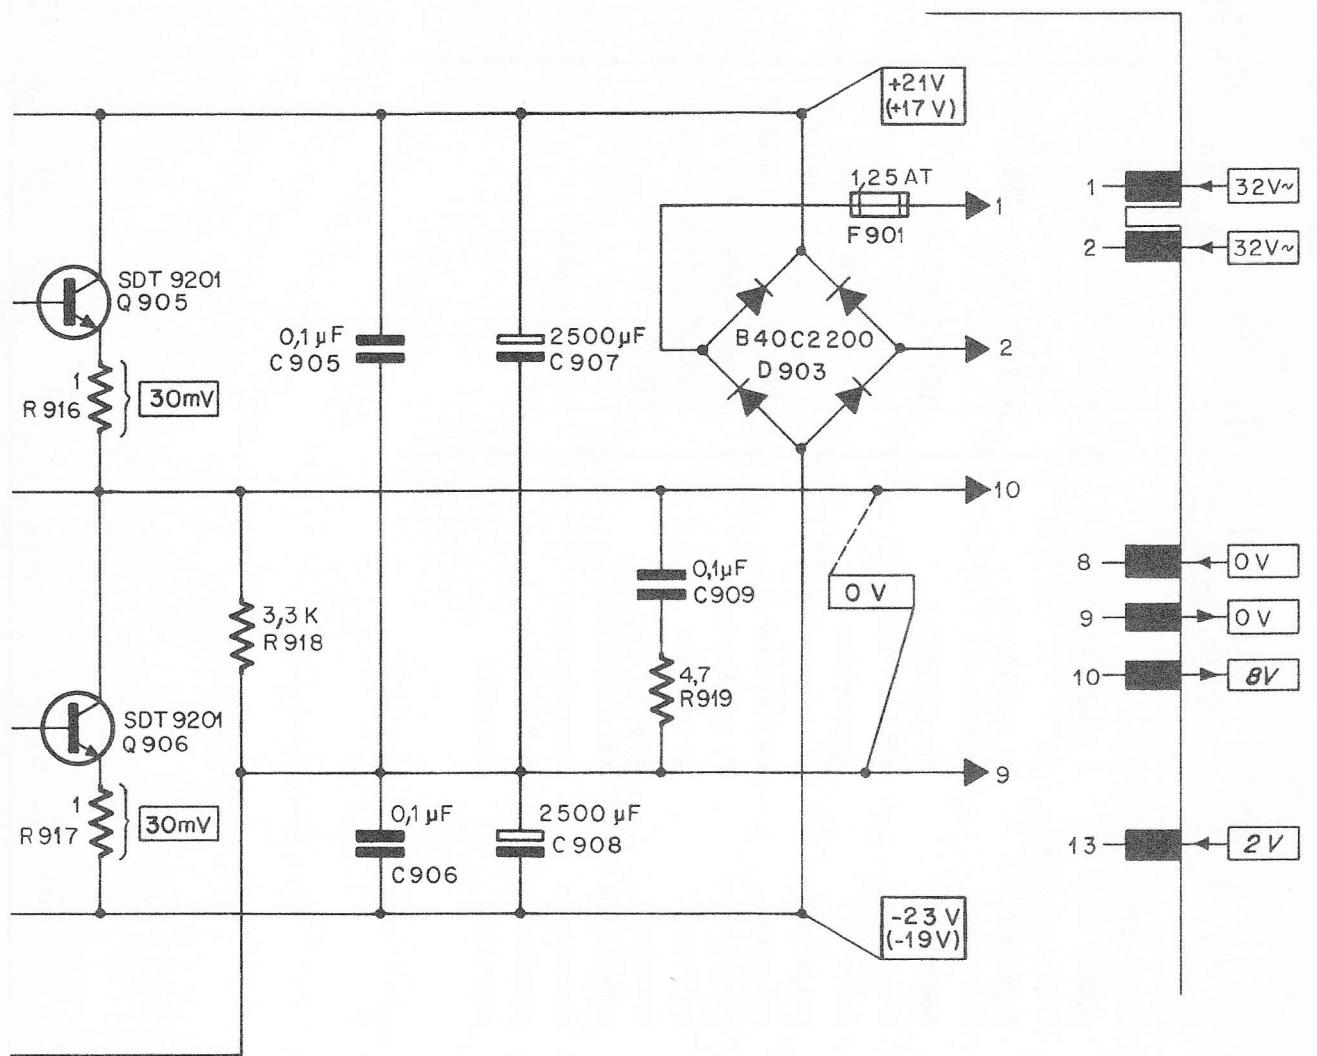 +21V
(+17 V)
1,25 AT
1
F901
1
32V~
2
32V~
SDT 9201
Q905
0,1 µF
C905
2500µF
C907
B40C2200
D903
2
1
R916
30mV
10
8
0V
0,1µF
C909
0 V
9
0V
3,3 K
R918
4,7
R919
10
8V
SDT 9201
Q906
9
1
R917
30mV
0,1 µF
C906
2500 µF
C908
13
2V
-23 V
(-19V)